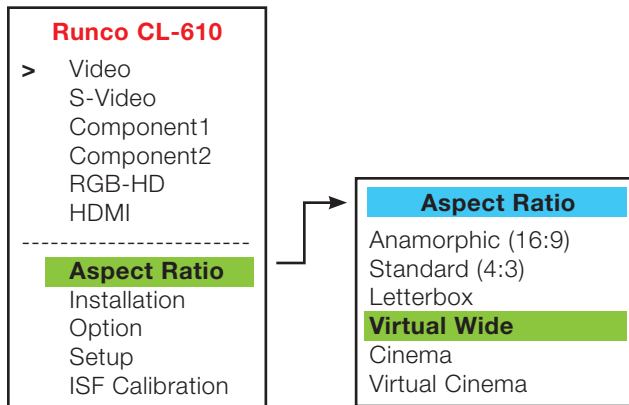 Runco CL-610
> Video
S-Video
Component1
Component2
RGB-HD
HDMI
--------------------------
Aspect Ratio
Installation
Option
Setup
ISF Calibration
Aspect Ratio
Anamorphic (16:9)
Standard (4:3)
Letterbox
Virtual Wide
Cinema
Virtual Cinema